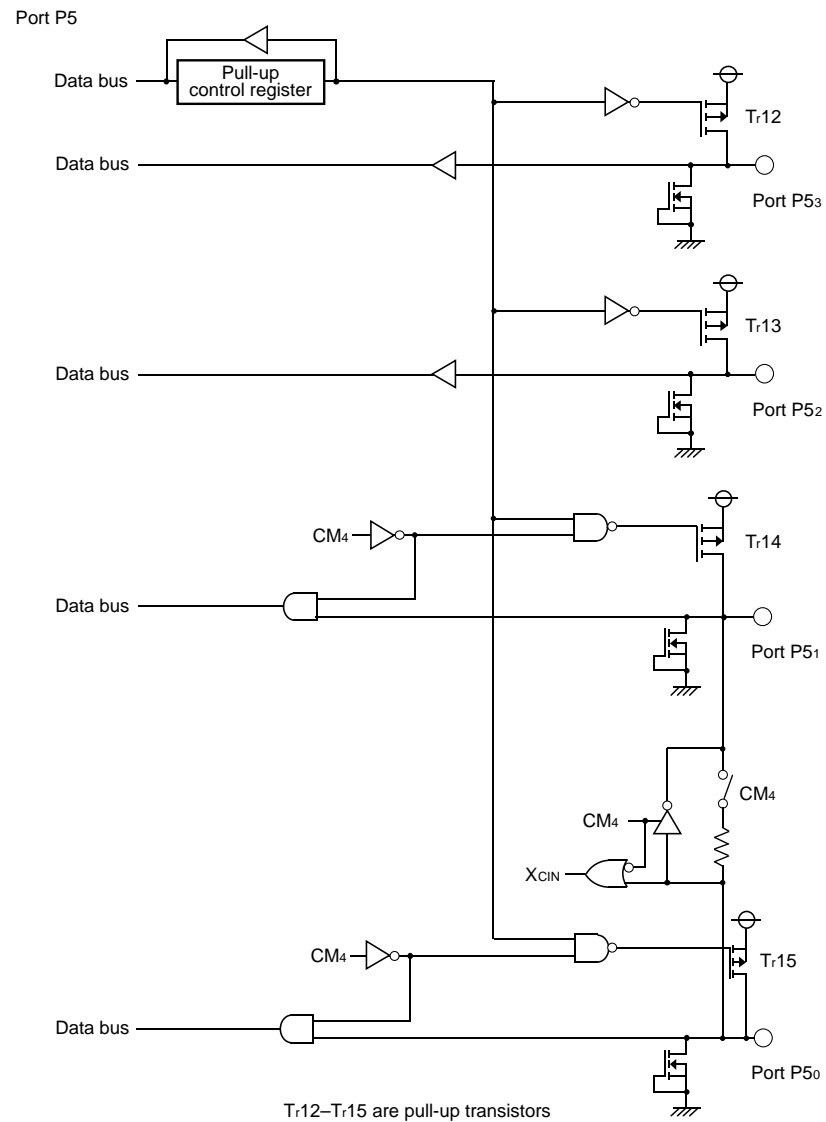 Port P5
Data bus
Pull-up
control register
Tr12
Data bus
Port P53
Tr13
Data bus
Port P52
CM4
Tr14
Data bus
Port P51
CM4
CM4
XCIN
CM4
Tr15
Data bus
Port P50
Tr12–Tr15 are pull-up transistors